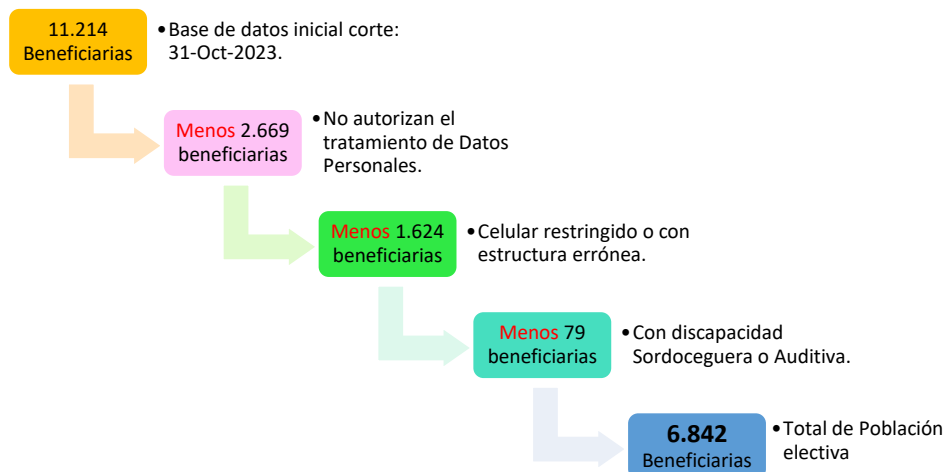 11.214
Beneficiarias
•Base de datos inicial corte:
31-Oct-2023.
Menos 2.669
beneficiarias
•No autorizan el
tratamiento de Datos
Personales.
Menos 1.624
beneficiarias
•Celular restringido o con
estructura errónea.
Menos 79
beneficiarias
•Con discapacidad
Sordoceguera o Auditiva.
6.842
Beneficiarias
•Total de Población
electiva